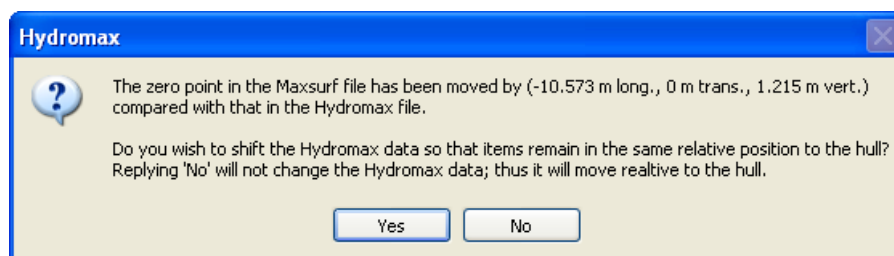 Hydromax
The zero point in the Maxsurf file has been moved by (-10.573 m long., 0 m trans., 1.215 m vert.)
compared with that in the Hydromax file.
Do you wish to shift the Hydromax data so that items remain in the same relative position to the hull?
Replying 'No' will not change the Hydromax data; thus it will move realtive to the hull.
Yes
No